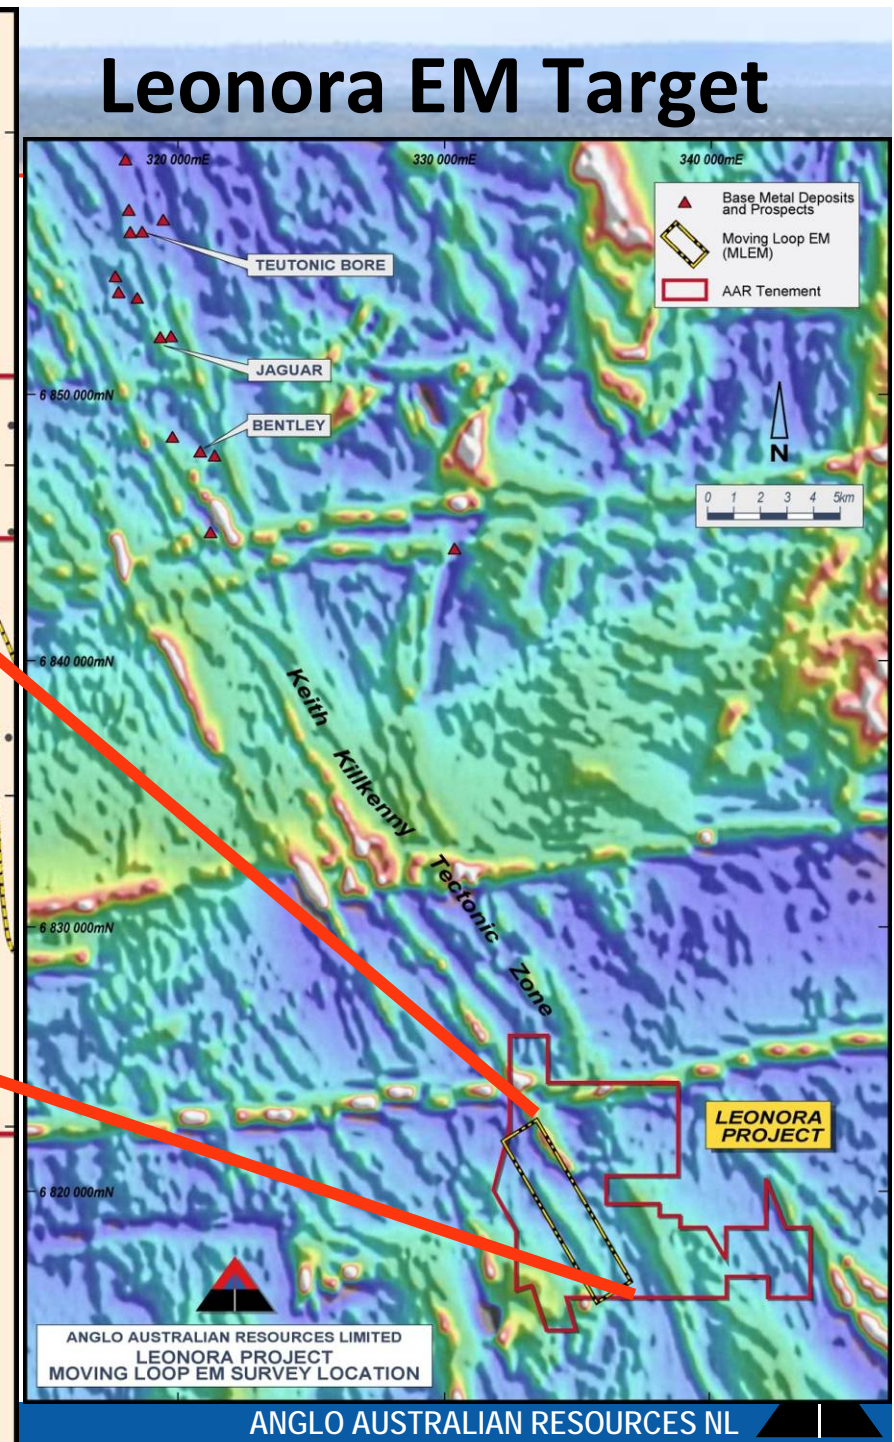 Leonora EM Target
320 000mE
330 000mE
340 000mE
Base Metal Deposits
and Prospects
Moving Loop EM
(MLEM)
AAR Tenement
TEUTONIC BORE
JAGUAR
6 850 000mN
BENTLEY
N
0 1 2 3 4 5km
6 840 000mN
Keith
Killkenny
Tectonic
Zone
6 830 000mN
LEONORA
PROJECT
6 820 000mN
ANGLO AUSTRALIAN RESOURCES LIMITED
LEONORA PROJECT
MOVING LOOP EM SURVEY LOCATION
ANGLO AUSTRALIAN RESOURCES NL